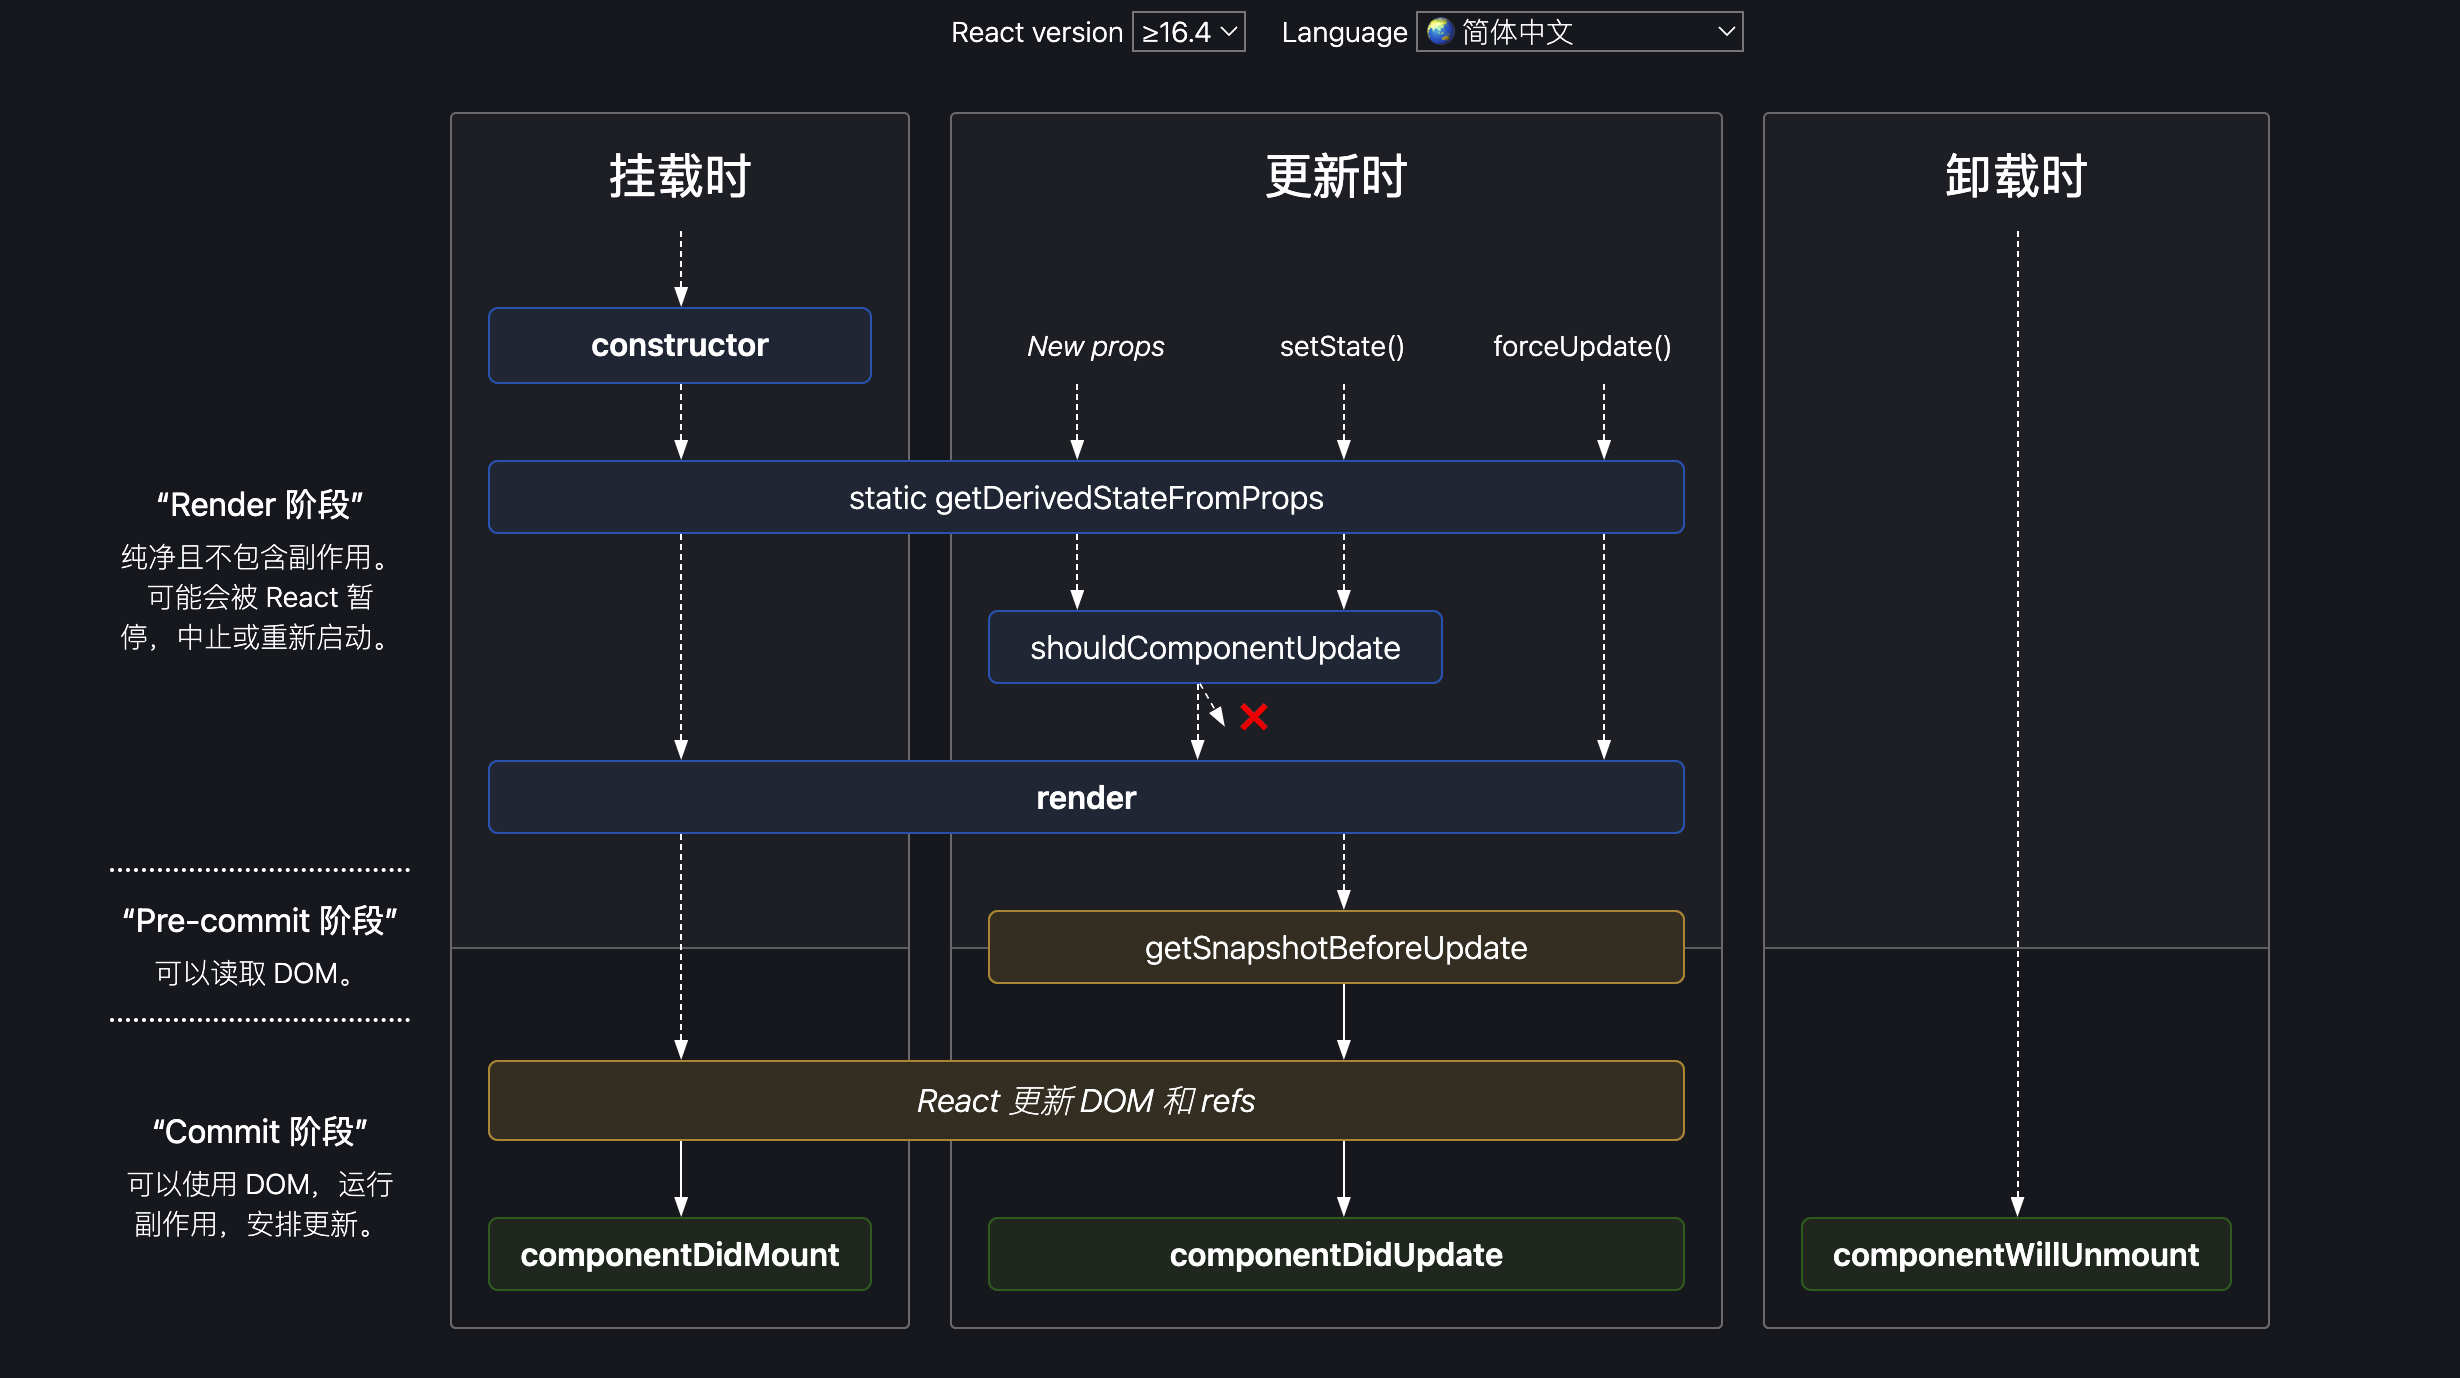 React version ≥16.4 Language 🌏 简体中文
挂载时
更新时
卸载时
constructor
New props
setState()
forceUpdate()
static getDerivedStateFromProps
“Render 阶段”
纯净且不包含副作用。
可能会被 React 暂
停，中止或重新启动。
shouldComponentUpdate
render
“Pre-commit 阶段”
可以读取 DOM。
getSnapshotBeforeUpdate
React 更新 DOM 和 refs
“Commit 阶段”
可以使用 DOM，运行
副作用，安排更新。
componentDidMount
componentDidUpdate
componentWillUnmount